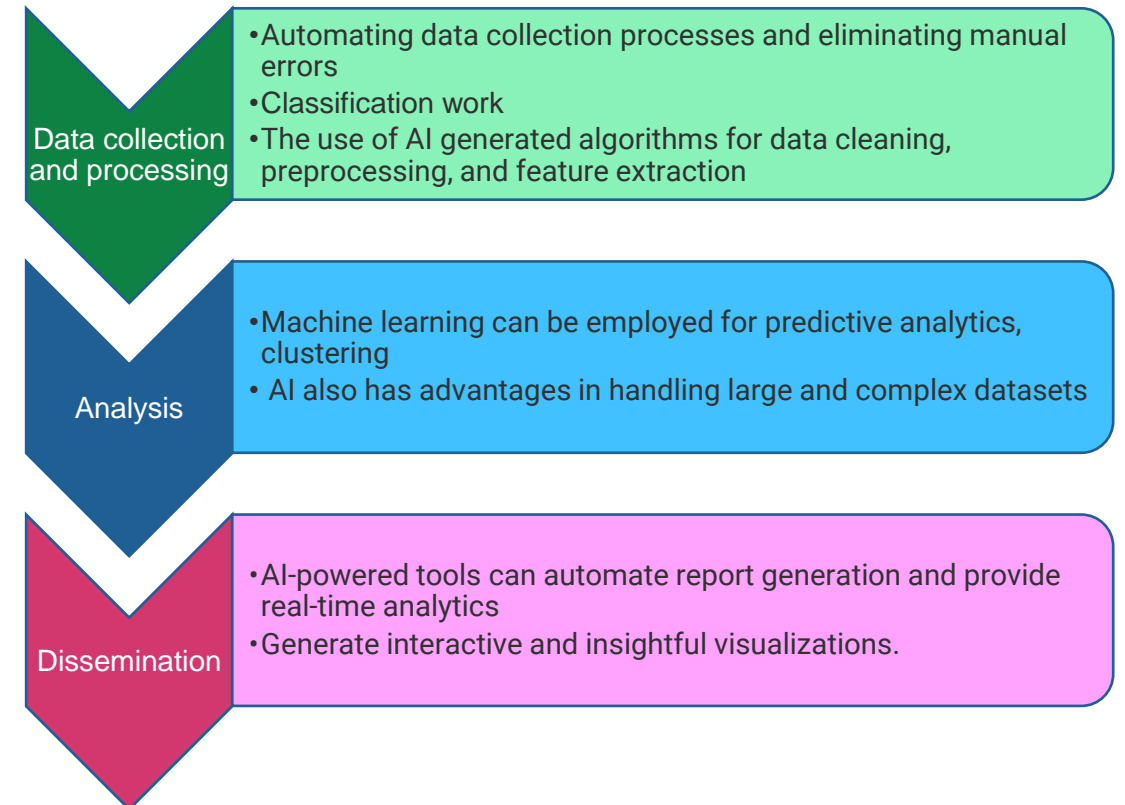 Data collection
and processing
•Automating data collection processes and eliminating manual
errors
•Classification work
•The use of AI generated algorithms for data cleaning,
preprocessing, and feature extraction
Analysis
•Machine learning can be employed for predictive analytics,
clustering
• AI also has advantages in handling large and complex datasets
Dissemination
•AI-powered tools can automate report generation and provide
real-time analytics
•Generate interactive and insightful visualizations.